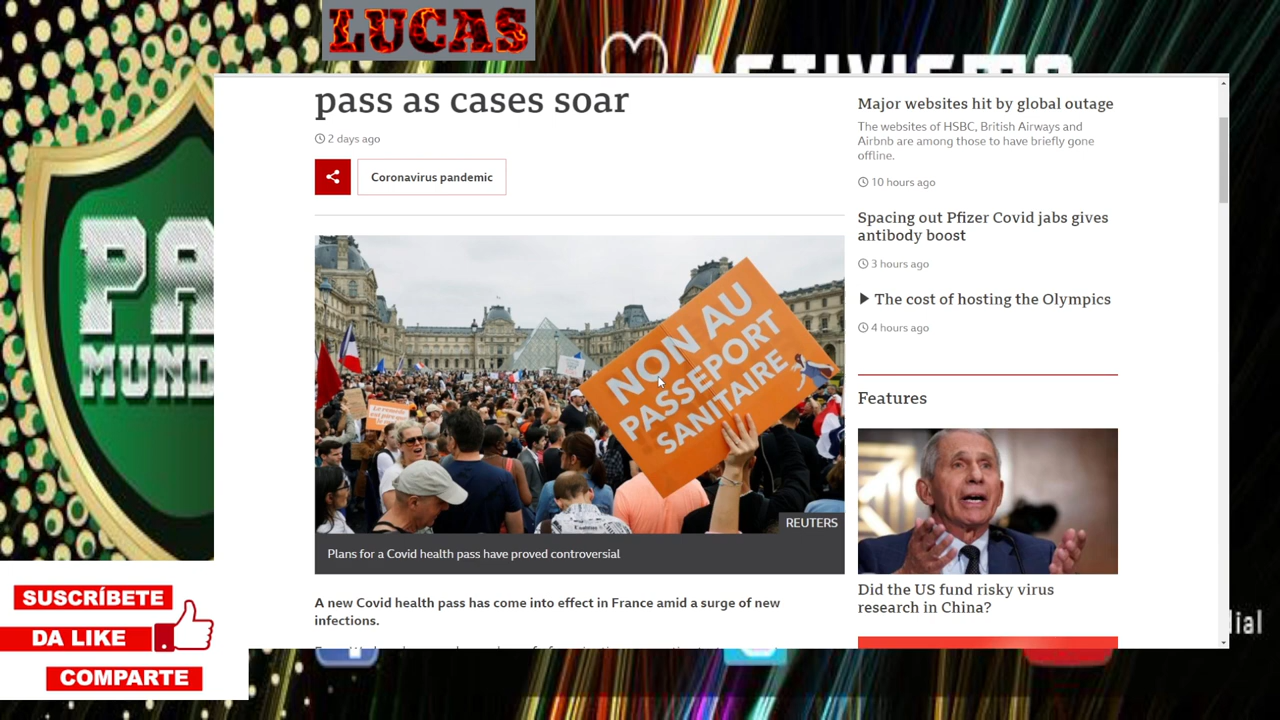 LUCAS
ACTIVISMO
PA
MUND
pass as cases soar
2 days ago
Coronavirus pandemic
NON AU
PASSEPORT
SANITAIRE
REUTERS
Plans for a Covid health pass have proved controversial
A new Covid health pass has come into effect in France amid a surge of new
infections.
Major websites hit by global outage
The websites of HSBC, British Airways and
Airbnb are among those to have briefly gone
offline.
10 hours ago
Spacing out Pfizer Covid jabs gives
antibody boost
3 hours ago
The cost of hosting the Olympics
4 hours ago
Features
Did the US fund risky virus
research in China?
SUSCRÍBETE
DA LIKE
COMPARTE
ial